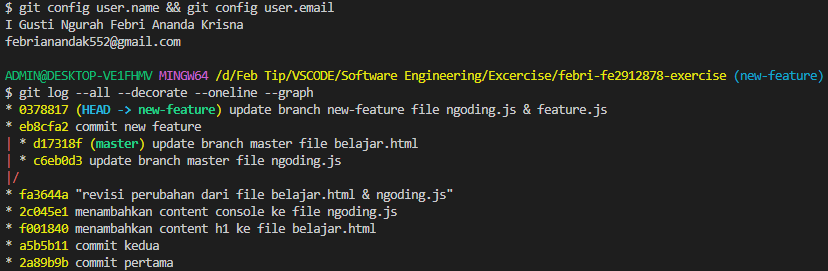 $ git config user.name && git config user.email
I Gusti Ngurah Febri Ananda Krisna
febrianandak552@gmail.com
ADMIN@DESKTOP-VE1FHMV MINGW64 /d/Feb Tip/VSCODE/Software Engineering/Excercise/febri-fe2912878-exercise (new-feature)
$ git log --all --decorate --oneline --graph
* 0378817 (HEAD -> new-feature) update branch new-feature file ngoding.js & feature.js
* eb8cfa2 commit new feature
| * d17318f (master) update branch master file belajar.html
| * c6eb0d3 update branch master file ngoding.js
|/
* fa3644a "revisi perubahan dari file belajar.html & ngoding.js"
* 2c045e1 menambahkan content console ke file ngoding.js
* f001840 menambahkan content h1 ke file belajar.html
* a5b5b11 commit kedua
* 2a89b9b commit pertama